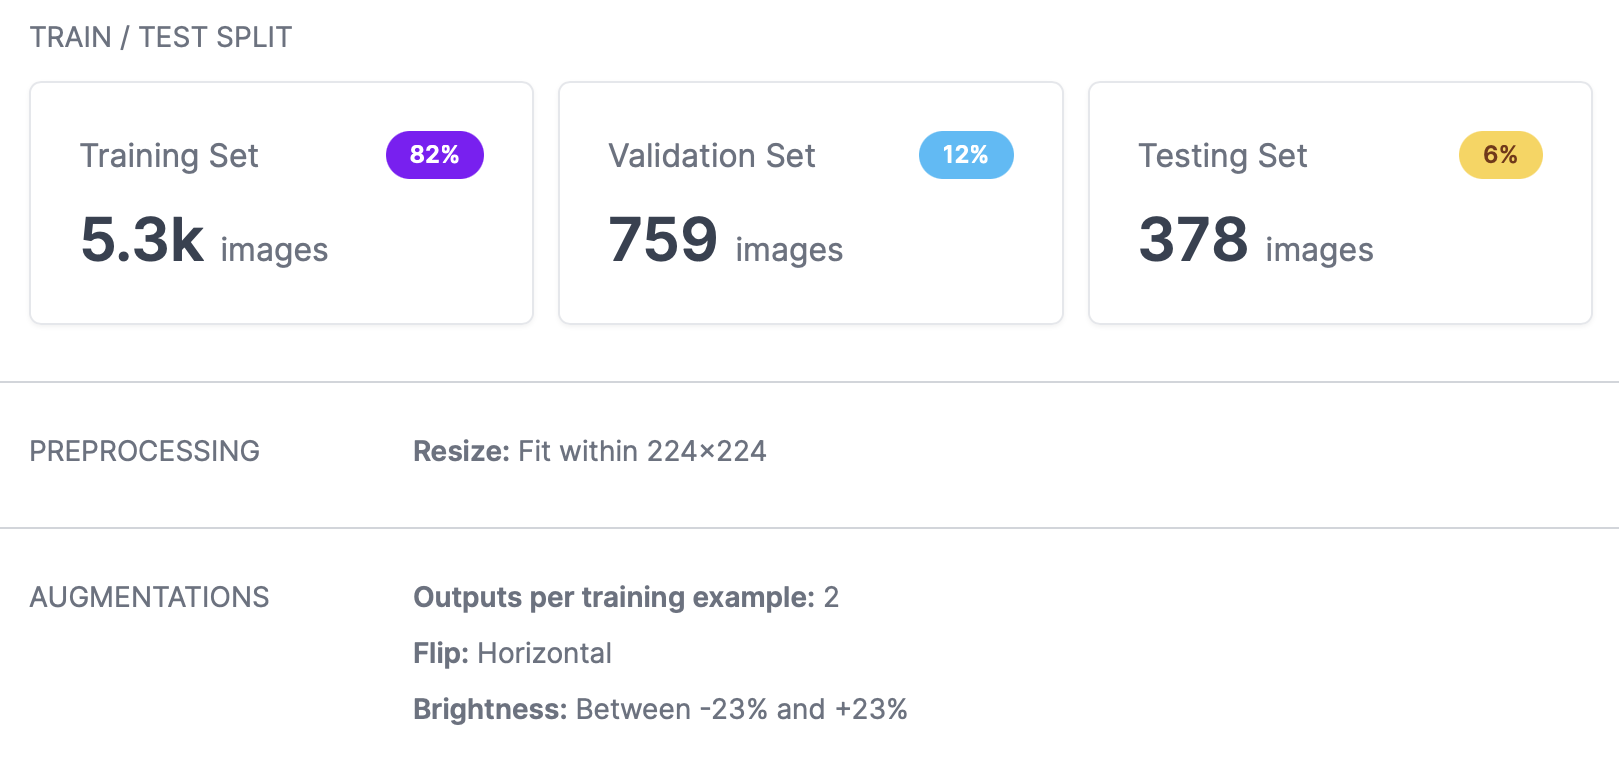 TRAIN / TEST SPLIT
Training Set 82%
5.3k images
Validation Set 12%
759 images
Testing Set 6%
378 images
PREPROCESSING
Resize: Fit within 224×224
AUGMENTATIONS
Outputs per training example: 2
Flip: Horizontal
Brightness: Between -23% and +23%